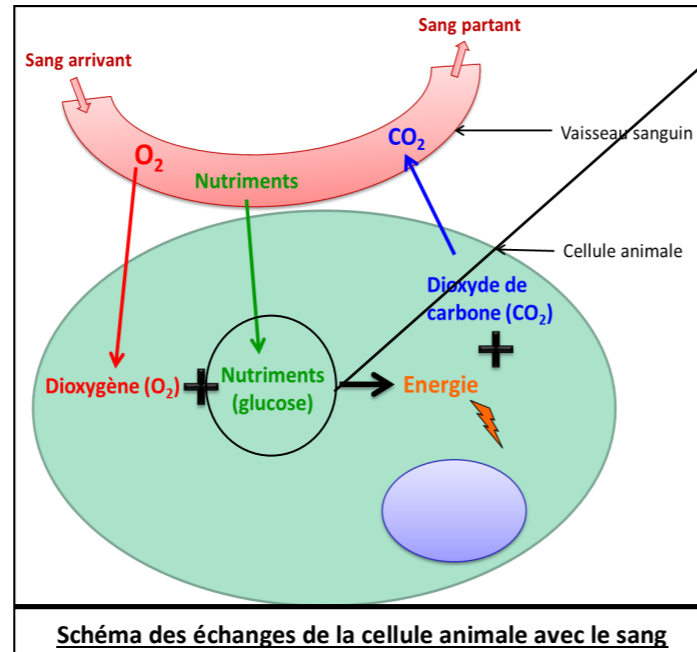 Sang partant
Sang arrivant
O₂
CO₂
Vaisseau sanguin
Nutriments
Cellule animale
Dioxyde de
carbone (CO₂)
+
Dioxygène (O₂)
+
Nutriments
(glucose)
Energie
Schéma des échanges de la cellule animale avec le sang